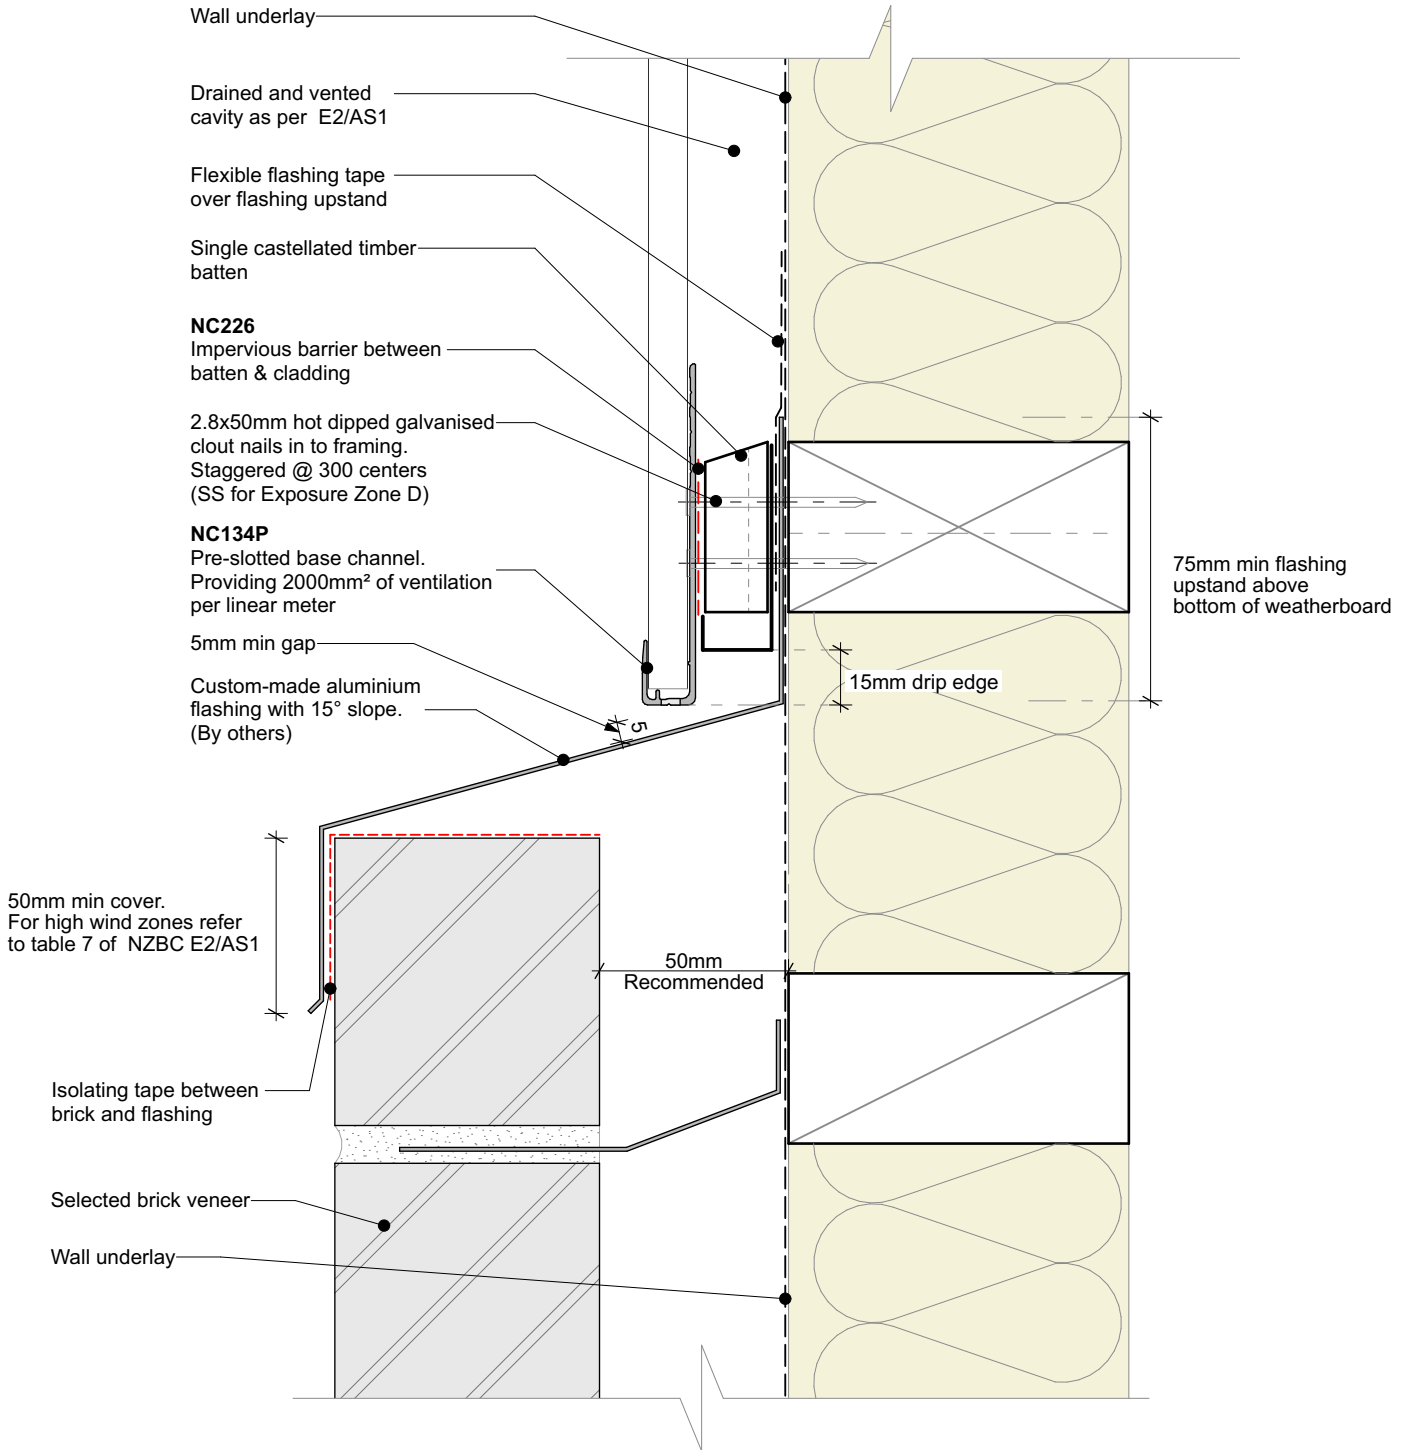 Wall underlay
Drained and vented
cavity as per E2/AS1
Flexible flashing tape
over flashing upstand
Single castellated timber
batten
NC226
Impervious barrier between
batten & cladding
2.8x50mm hot dipped galvanised
clout nails in to framing.
Staggered @ 300 centers
(SS for Exposure Zone D)
NC134P
Pre-slotted base channel.
Providing 2000mm² of ventilation
per linear meter
5mm min gap
Custom-made aluminium
flashing with 15° slope.
(By others)
5
75mm min flashing
upstand above
bottom of weatherboard
15mm drip edge
50mm min cover.
For high wind zones refer
to table 7 of NZBC E2/AS1
50mm
Recommended
Isolating tape between
brick and flashing
Selected brick veneer
Wall underlay